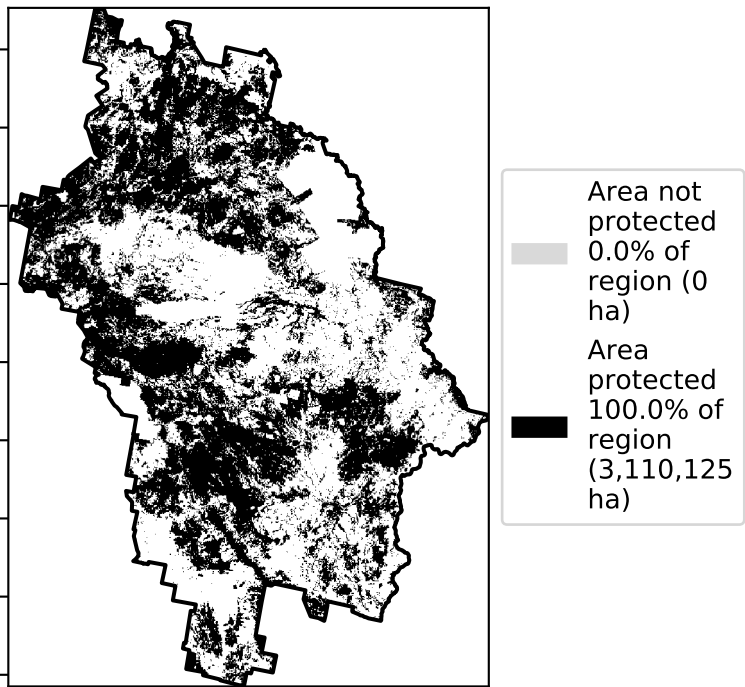 Area not
protected
0.0% of
region (0
ha)
Area
protected
100.0% of
region
(3,110,125
ha)